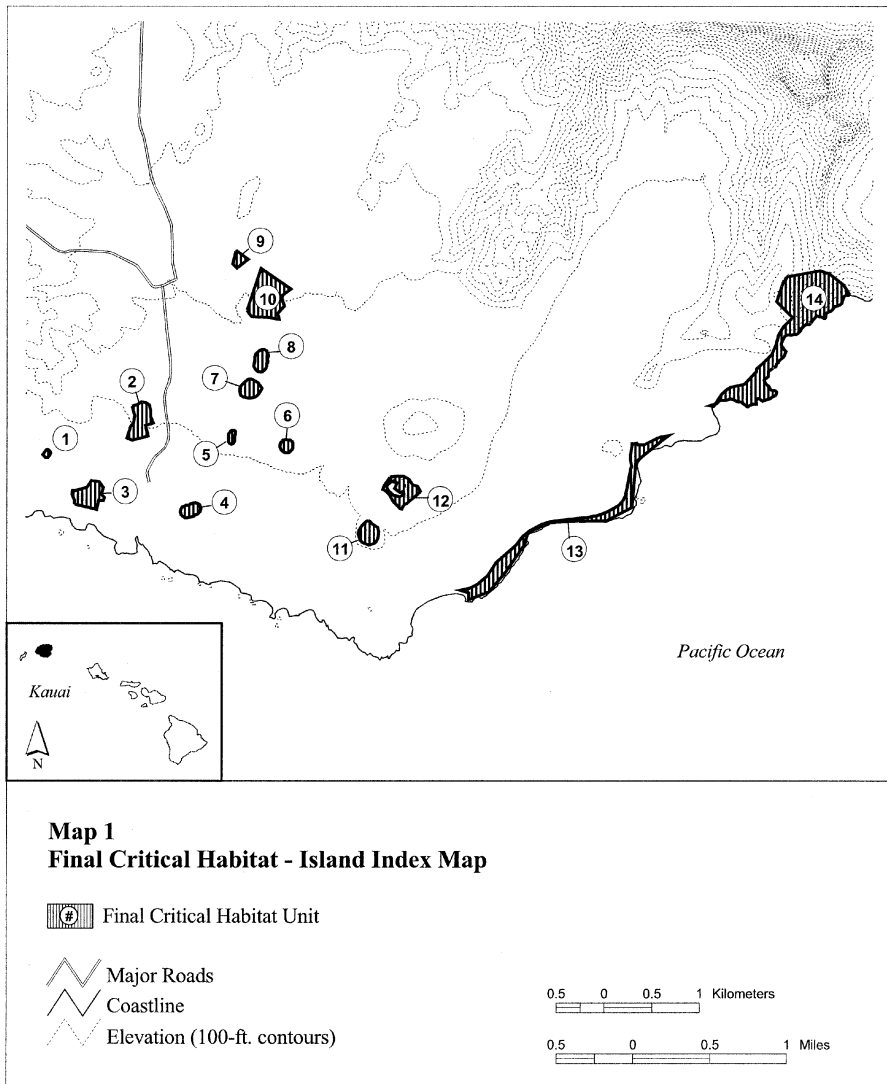 9
10
14
8
7
2
6
1
5
3
4
12
11
13
Pacific Ocean
Kauai
N
Map 1
Final Critical Habitat - Island Index Map
# Final Critical Habitat Unit
Major Roads
Coastline
Elevation (100-ft. contours)
0.5 0 0.5 1 Kilometers
0.5 0 0.5 1 Miles